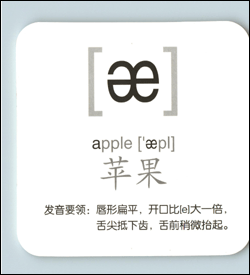 [æ]
apple ['æpl]
苹果
发音要领：唇形扁平，开口比[e]大一倍，
舌尖抵下齿，舌前稍微抬起。